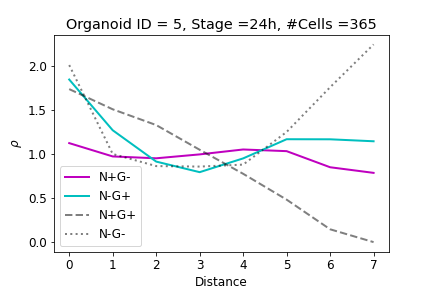 Organoid ID = 5, Stage =24h, #Cells =365
2.0
1.5
1.0
0.5
0.0
ρ
N+G-
N-G+
N+G+
N-G-
0 1 2 3 4 5 6 7
Distance